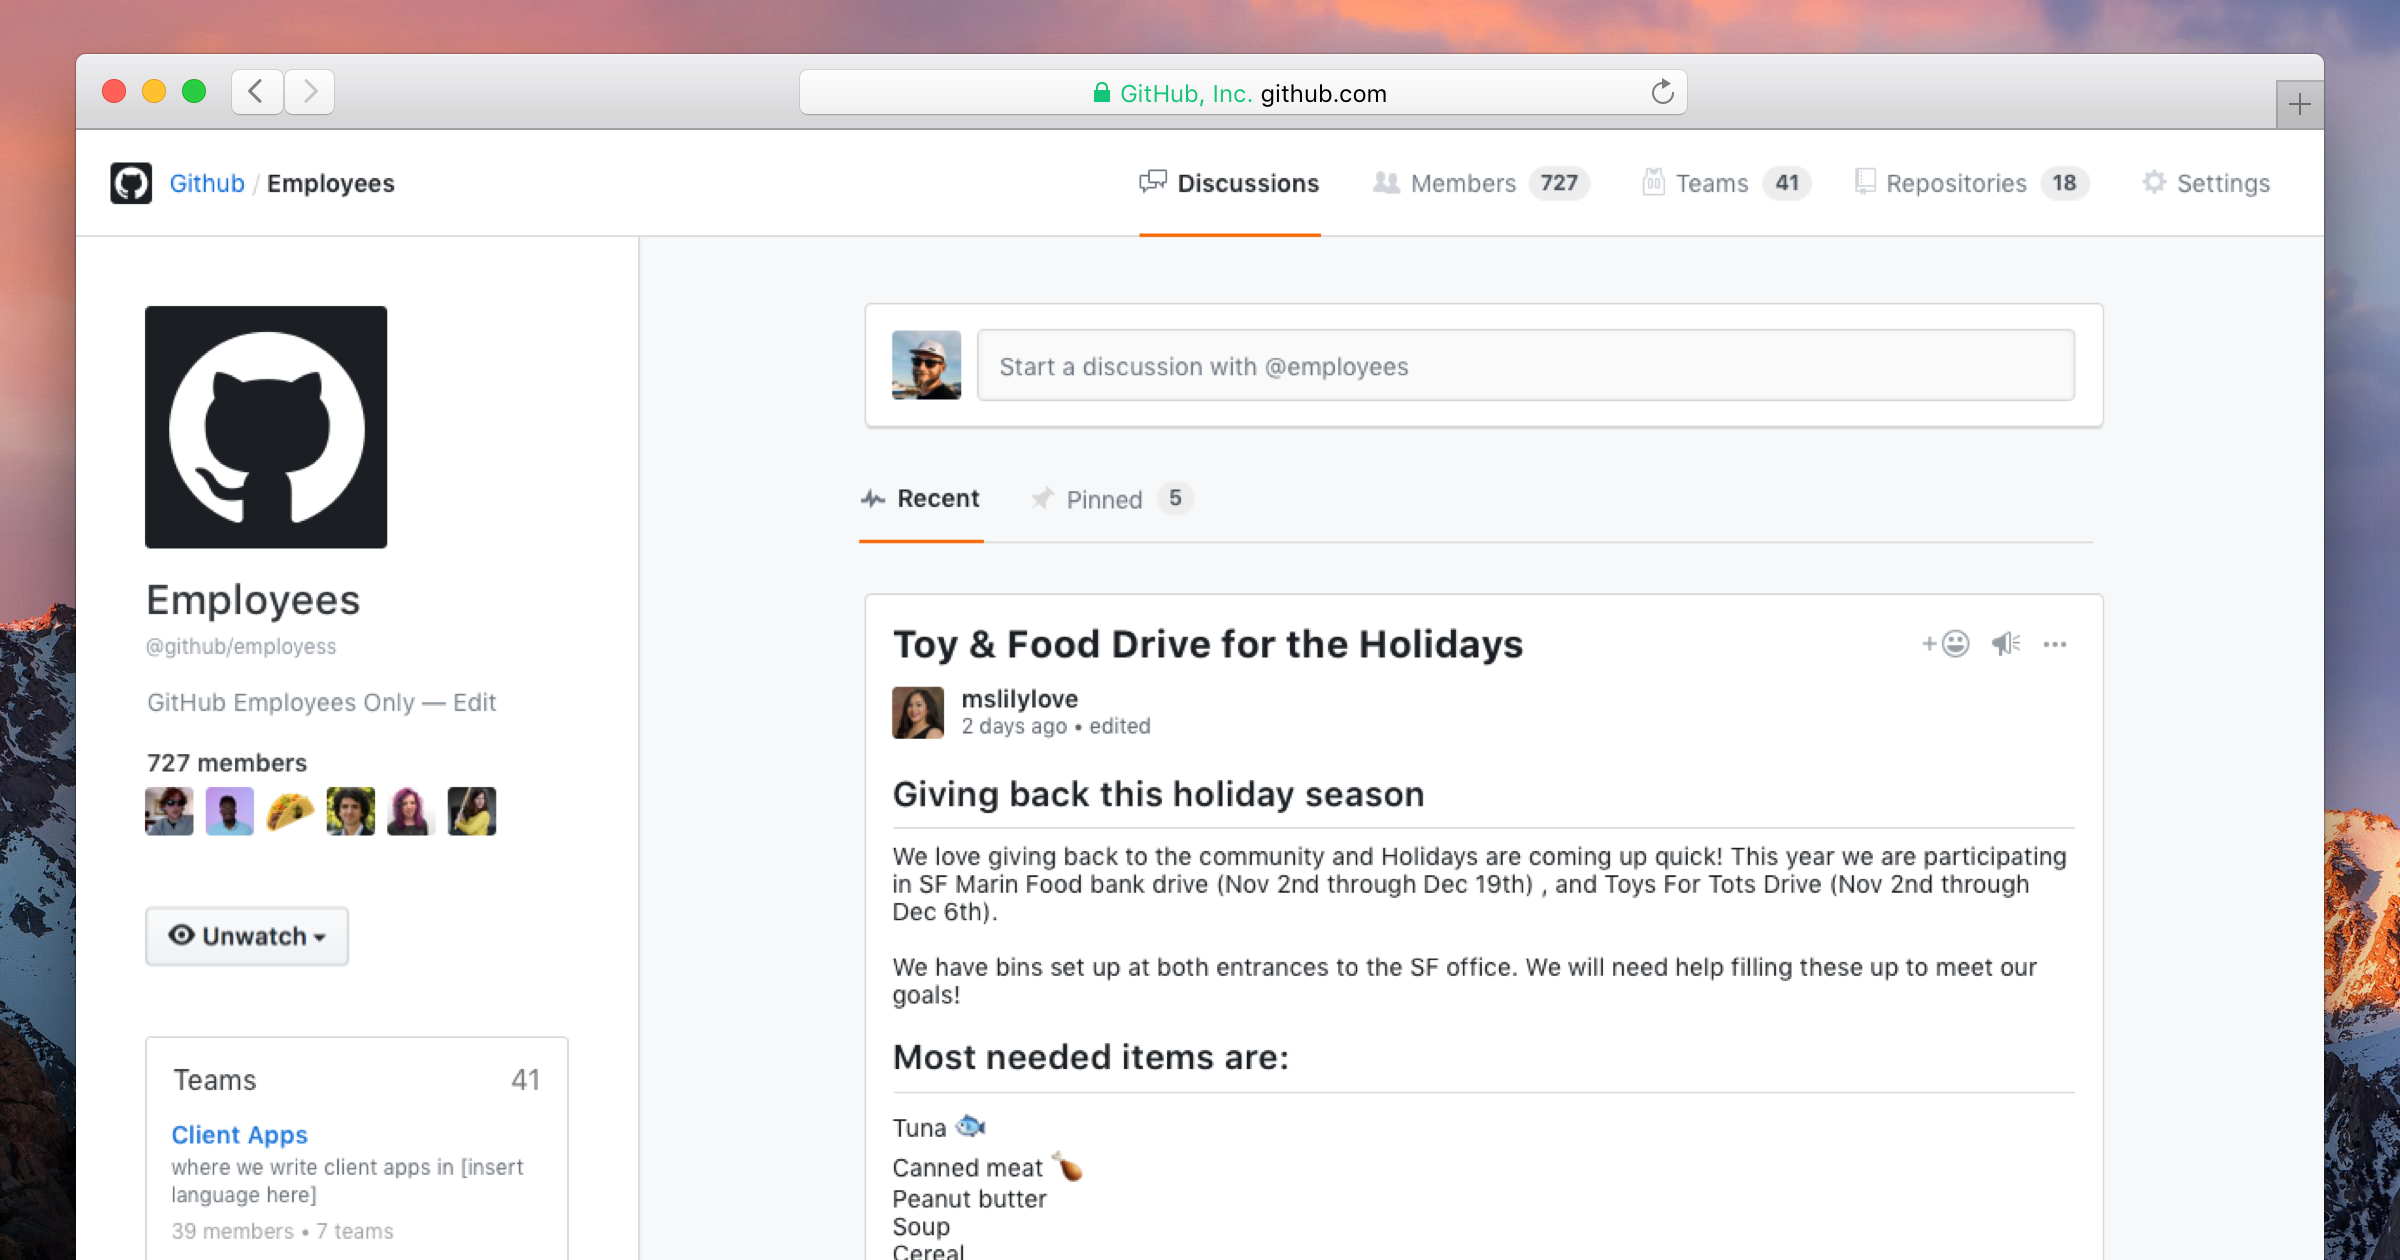 GitHub, Inc. github.com
Github / Employees
Discussions
Members 727
Teams 41
Repositories 18
Settings
Employees
@github/employess
GitHub Employees Only — Edit
727 members
Unwatch
Teams 41
Client Apps
where we write client apps in [insert
language here]
39 members • 7 teams
Start a discussion with @employees
Recent
Pinned 5
Toy & Food Drive for the Holidays
mslilylove
2 days ago • edited
Giving back this holiday season
We love giving back to the community and Holidays are coming up quick! This year we are participating
in SF Marin Food bank drive (Nov 2nd through Dec 19th) , and Toys For Tots Drive (Nov 2nd through
Dec 6th).
We have bins set up at both entrances to the SF office. We will need help filling these up to meet our
goals!
Most needed items are:
Tuna 🐟
Canned meat 🍗
Peanut butter
Soup
Cereal